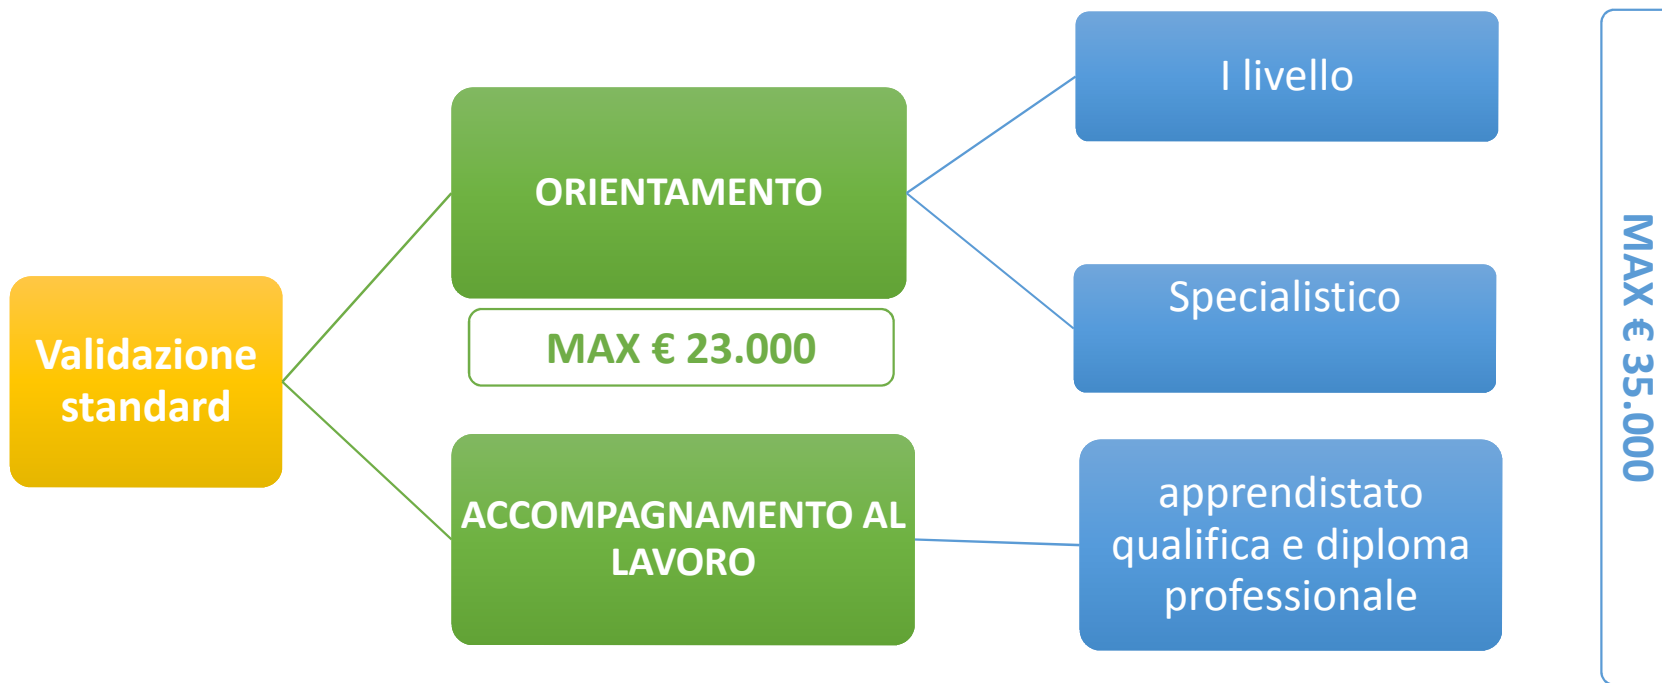 Validazione
standard
ORIENTAMENTO
MAX € 23.000
ACCOMPAGNAMENTO AL
LAVORO
I livello
Specialistico
apprendistato
qualifica e diploma
professionale
MAX € 35.000